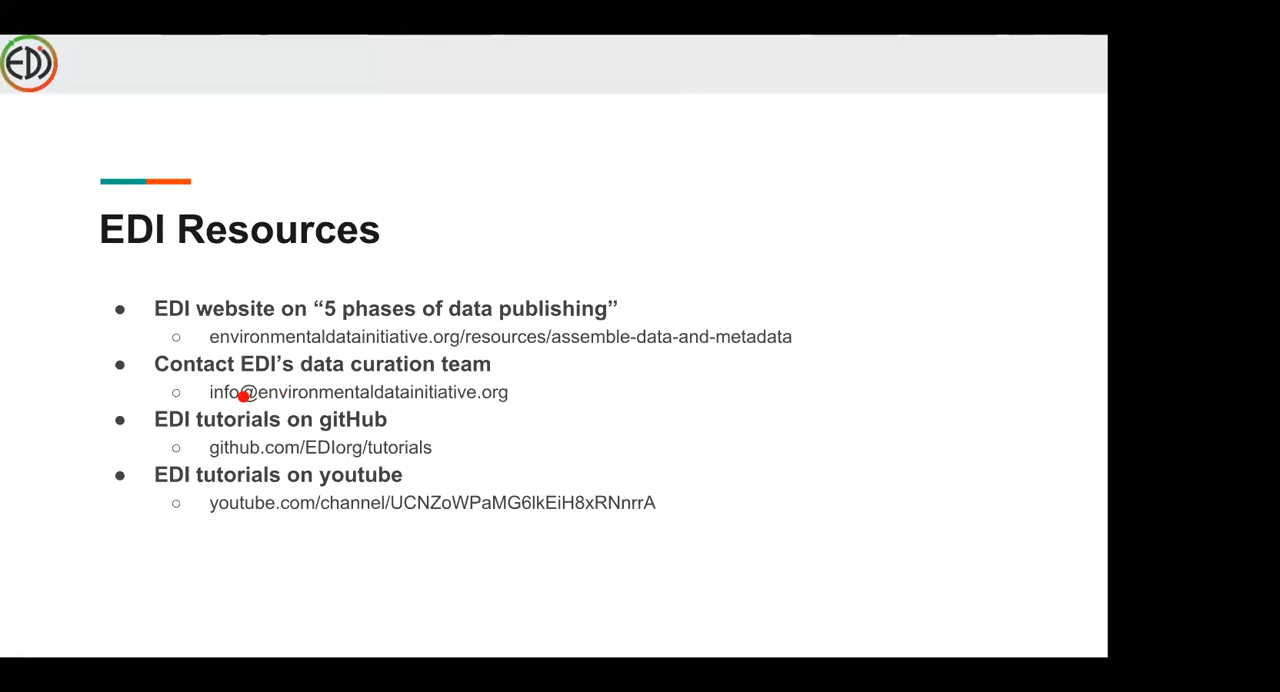 EDI
EDI Resources
● EDI website on “5 phases of data publishing”
○ environmentaldatainitiative.org/resources/assemble-data-and-metadata
● Contact EDI’s data curation team
○ info@environmentaldatainitiative.org
● EDI tutorials on gitHub
○ github.com/EDIorg/tutorials
● EDI tutorials on youtube
○ youtube.com/channel/UCNZoWPaMG6lkEiH8xRNnrrA